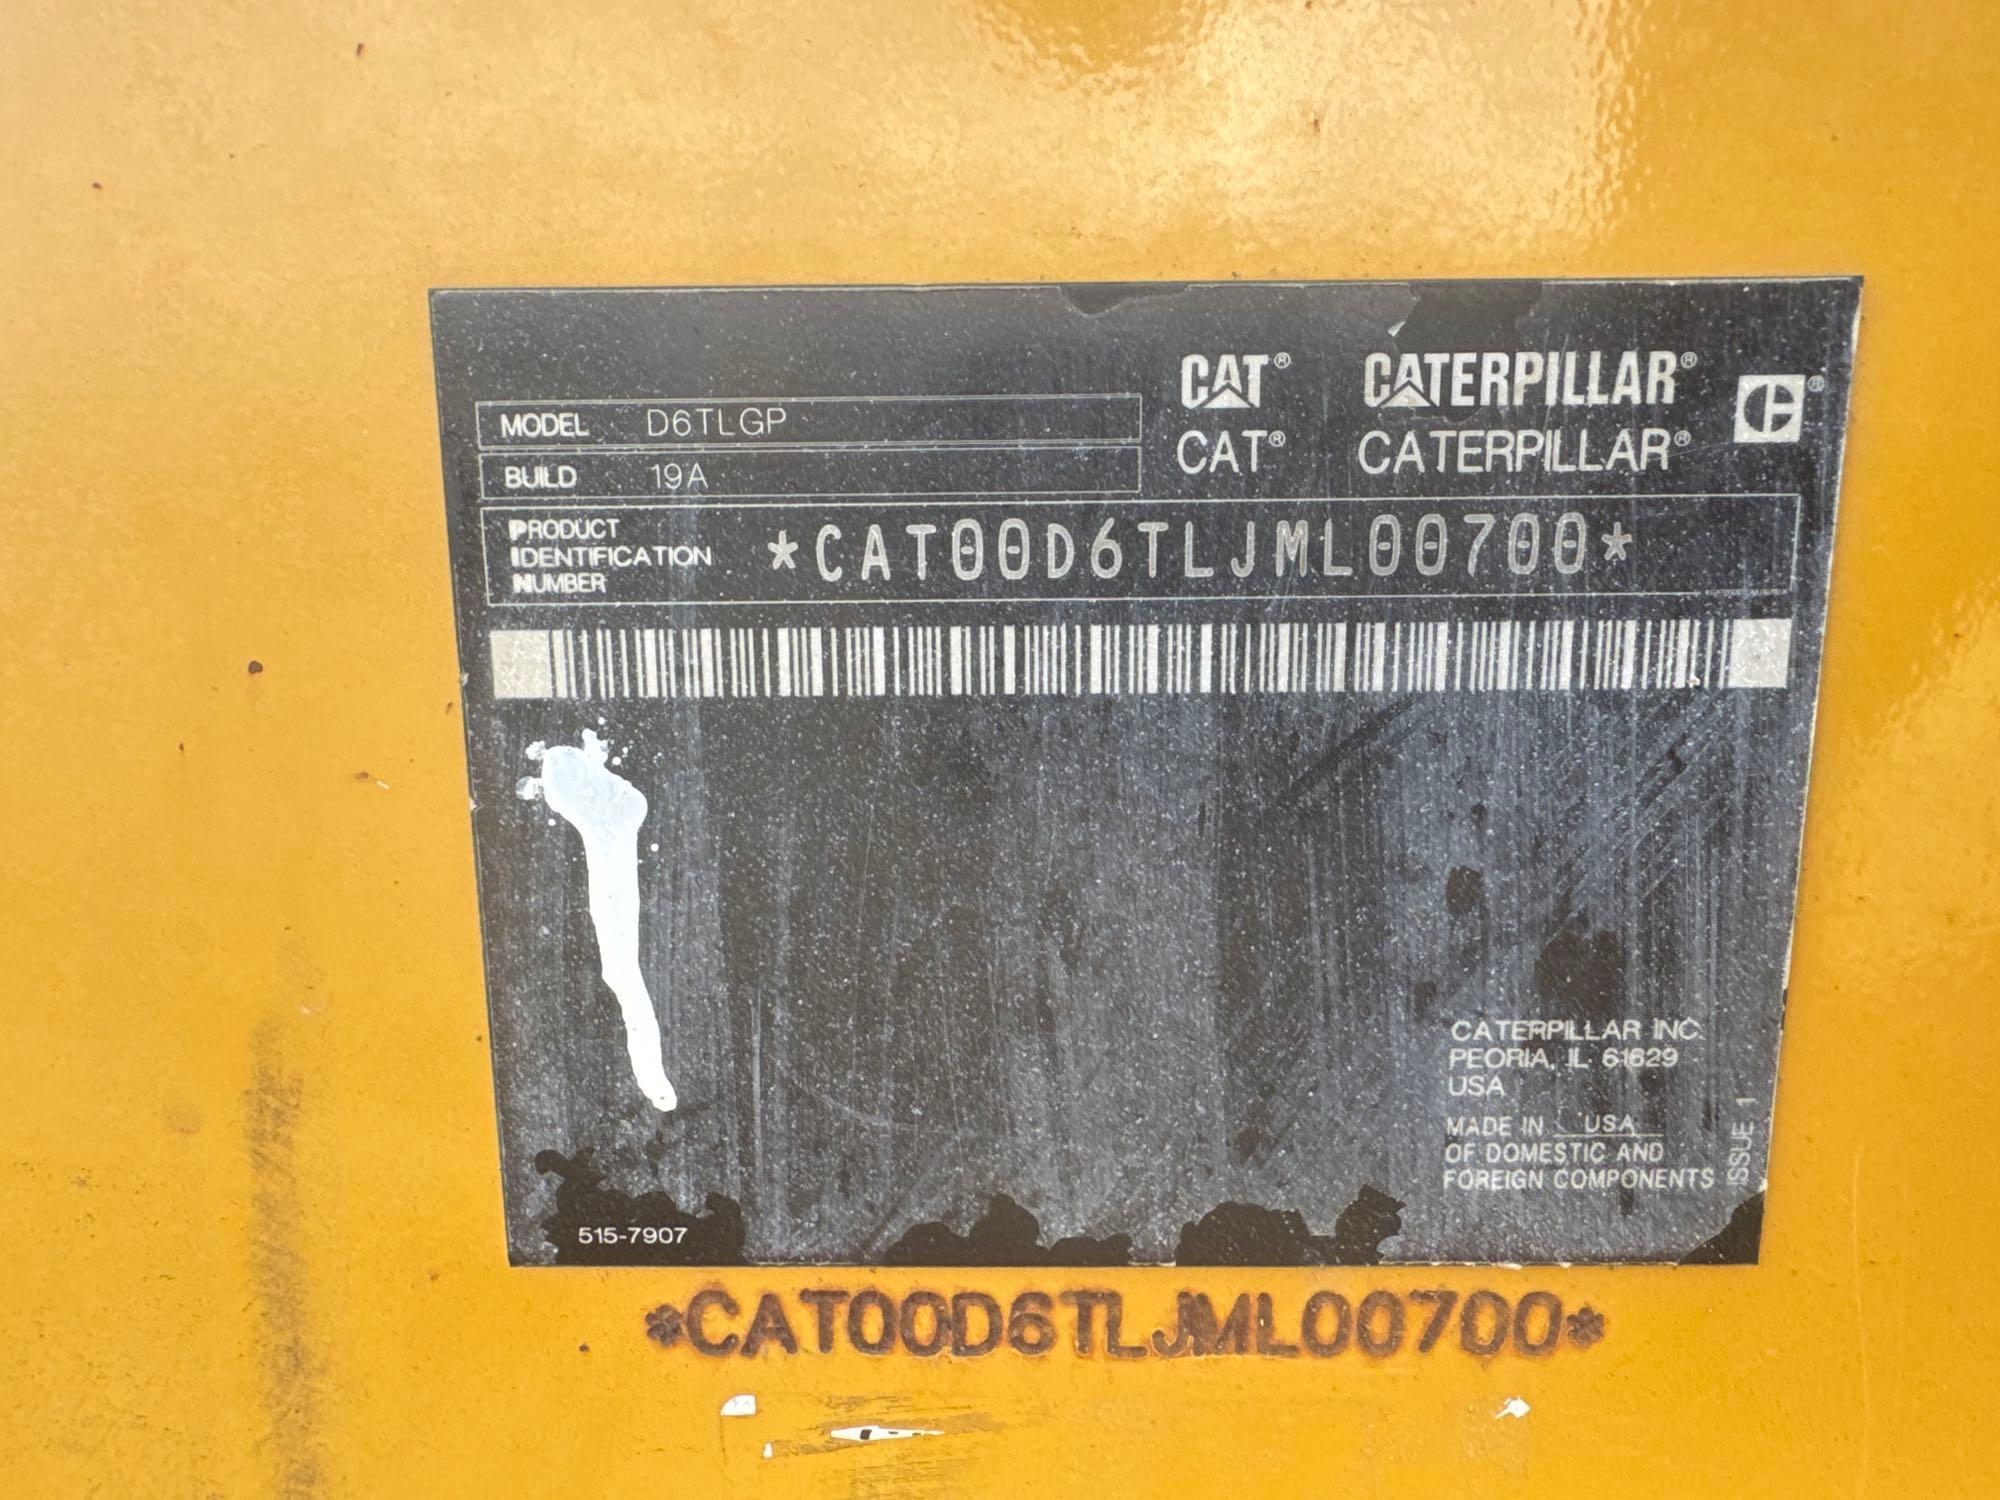 CAT® CATERPILLAR®
CAT® CATERPILLAR®
MODEL D6TLGP
BUILD 19A
PRODUCT
IDENTIFICATION
NUMBER
*CAT00D6TLJML00700*
CATERPILLAR INC.
PEORIA, IL 61629
USA
MADE IN USA
OF DOMESTIC AND
FOREIGN COMPONENTS
ISSUE 1
515-7907
*CAT00D6TLJML00700*